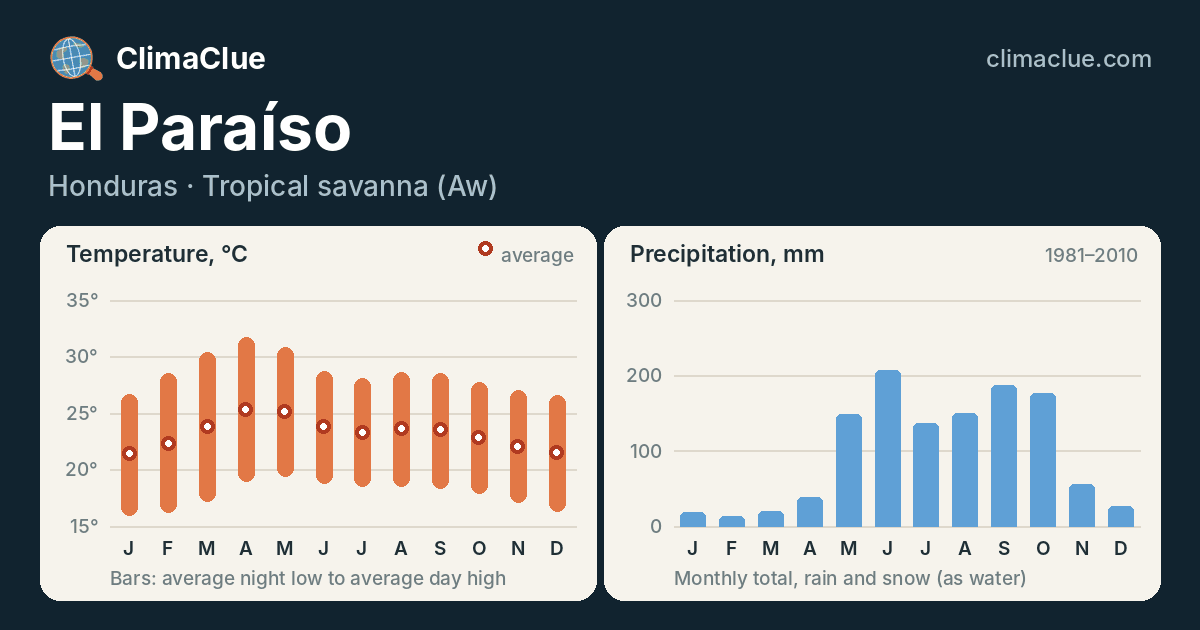 ClimaClue
climaclue.com
El Paraíso
Honduras · Tropical savanna (Aw)
Temperature, °C
average
35°
30°
25°
20°
15°
J F M A M J J A S O N D
Bars: average night low to average day high
Precipitation, mm
1981–2010
300
200
100
0
J F M A M J J A S O N D
Monthly total, rain and snow (as water)